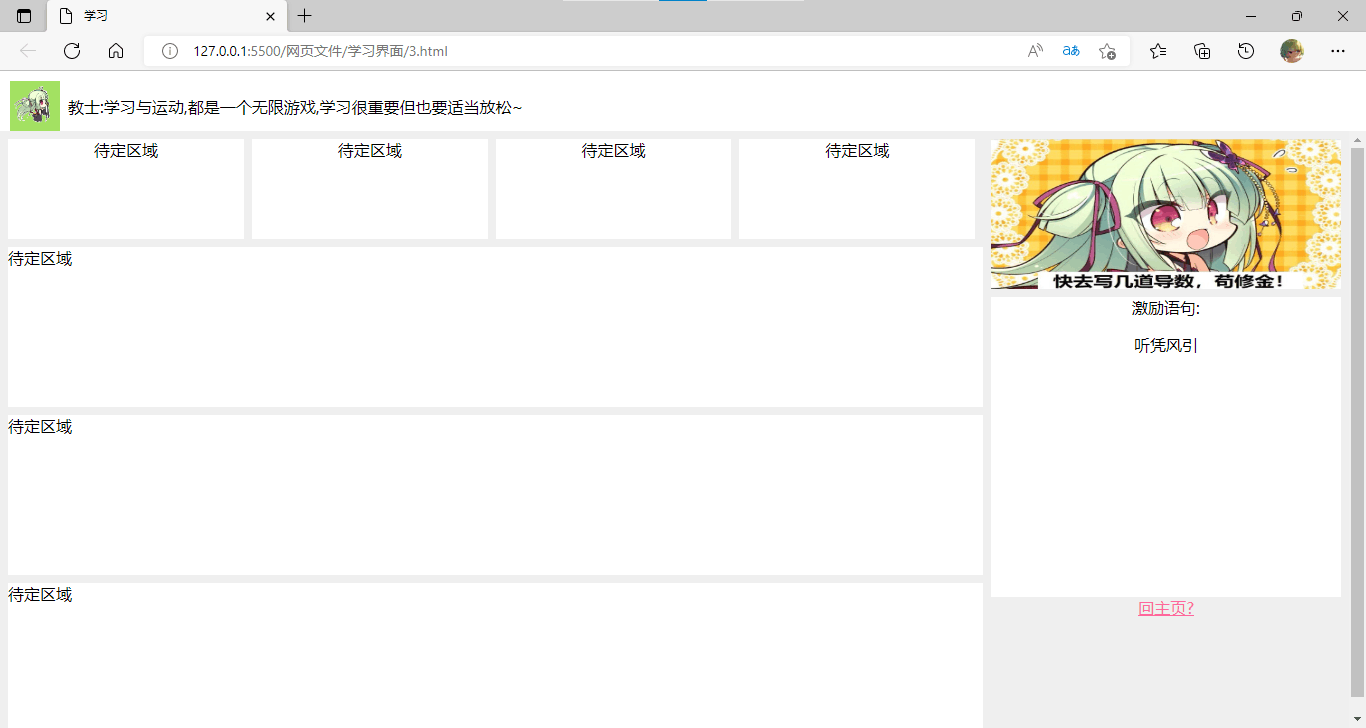 学习
127.0.0.1:5500/网页文件/学习界面/3.html
教士:学习与运动,都是一个无限游戏,学习很重要但也要适当放松~
待定区域 待定区域 待定区域 待定区域
待定区域
待定区域
待定区域
快去写几道导数，苟修金！
激励语句:
听凭风引
回主页?